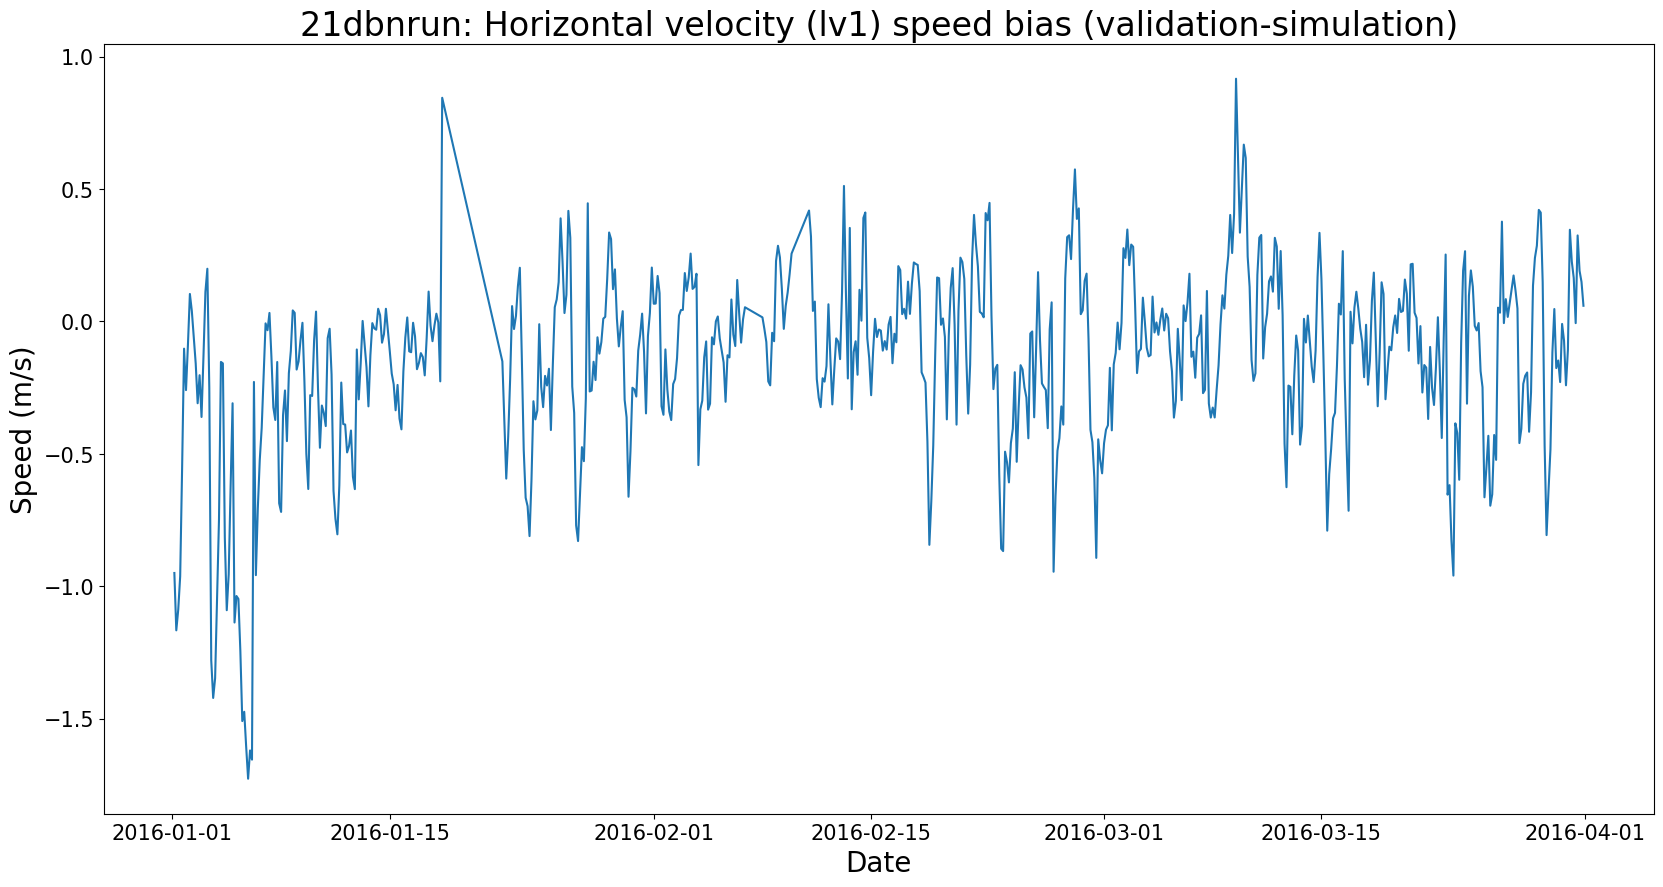 21dbnrun: Horizontal velocity (lv1) speed bias (validation-simulation)
1.0
0.5
0.0
−0.5
−1.0
−1.5
Speed (m/s)
2016-01-01 2016-01-15 2016-02-01 2016-02-15 2016-03-01 2016-03-15 2016-04-01
Date